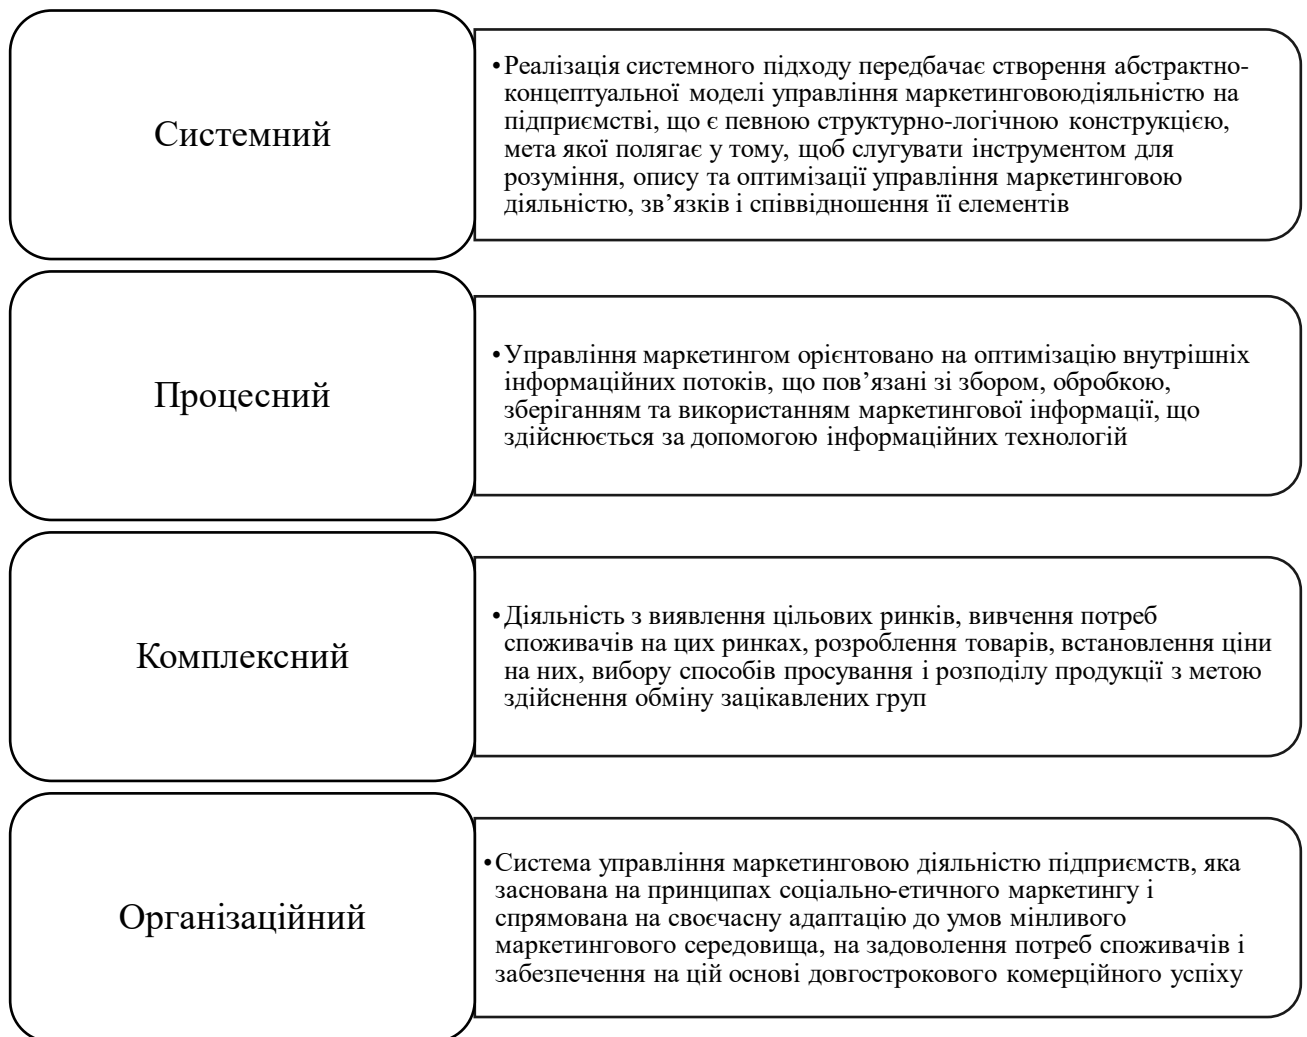 Системний
•Реалізація системного підходу передбачає створення абстрактно-
концептуальної моделі управління маркетинговоюдіяльністю на
підприємстві, що є певною структурно-логічною конструкцією,
мета якої полягає у тому, щоб слугувати інструментом для
розуміння, опису та оптимізації управління маркетинговою
діяльністю, зв’язків і співвідношення її елементів
Процесний
•Управління маркетингом орієнтовано на оптимізацію внутрішніх
інформаційних потоків, що пов’язані зі збором, обробкою,
зберіганням та використанням маркетингової інформації, що
здійснюється за допомогою інформаційних технологій
Комплексний
•Діяльність з виявлення цільових ринків, вивчення потреб
споживачів на цих ринках, розроблення товарів, встановлення ціни
на них, вибору способів просування і розподілу продукції з метою
здійснення обміну зацікавлених груп
Організаційний
•Система управління маркетинговою діяльністю підприємств, яка
заснована на принципах соціально-етичного маркетингу і
спрямована на своєчасну адаптацію до умов мінливого
маркетингового середовища, на задоволення потреб споживачів і
забезпечення на цій основі довгострокового комерційного успіху